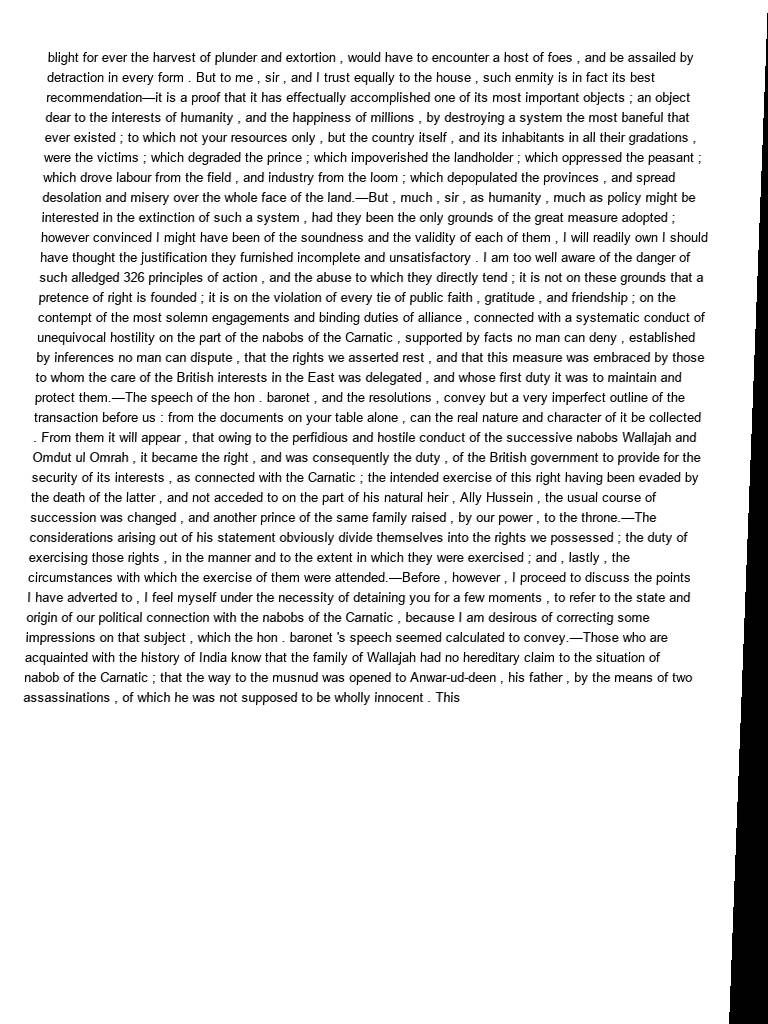 blight for ever the harvest of plunder and extortion , would have to encounter a host of foes , and be assailed by
detraction in every form . But to me , sir , and I trust equally to the house , such enmity is in fact its best
recommendation—it is a proof that it has effectually accomplished one of its most important objects ; an object
dear to the interests of humanity , and the happiness of millions , by destroying a system the most baneful that
ever existed ; to which not your resources only , but the country itself , and its inhabitants in all their gradations ,
were the victims ; which degraded the prince ; which impoverished the landholder ; which oppressed the peasant ;
which drove labour from the field , and industry from the loom ; which depopulated the provinces , and spread
desolation and misery over the whole face of the land.—But , much , sir , as humanity , much as policy might be
interested in the extinction of such a system , had they been the only grounds of the great measure adopted ;
however convinced I might have been of the soundness and the validity of each of them , I will readily own I should
have thought the justification they furnished incomplete and unsatisfactory . I am too well aware of the danger of
such alledged 326 principles of action , and the abuse to which they directly tend ; it is not on these grounds that a
pretence of right is founded ; it is on the violation of every tie of public faith , gratitude , and friendship ; on the
contempt of the most solemn engagements and binding duties of alliance , connected with a systematic conduct of
unequivocal hostility on the part of the nabobs of the Carnatic , supported by facts no man can deny , established
by inferences no man can dispute , that the rights we asserted rest , and that this measure was embraced by those
to whom the care of the British interests in the East was delegated , and whose first duty it was to maintain and
protect them.—The speech of the hon . baronet , and the resolutions , convey but a very imperfect outline of the
transaction before us : from the documents on your table alone , can the real nature and character of it be collected
. From them it will appear , that owing to the perfidious and hostile conduct of the successive nabobs Wallajah and
Omdut ul Omrah , it became the right , and was consequently the duty , of the British government to provide for the
security of its interests , as connected with the Carnatic ; the intended exercise of this right having been evaded by
the death of the latter , and not acceded to on the part of his natural heir , Ally Hussein , the usual course of
succession was changed , and another prince of the same family raised , by our power , to the throne.—The
considerations arising out of his statement obviously divide themselves into the rights we possessed ; the duty of
exercising those rights , in the manner and to the extent in which they were exercised ; and , lastly , the
circumstances with which the exercise of them were attended.—Before , however , I proceed to discuss the points
I have adverted to , I feel myself under the necessity of detaining you for a few moments , to refer to the state and
origin of our political connection with the nabobs of the Carnatic , because I am desirous of correcting some
impressions on that subject , which the hon . baronet 's speech seemed calculated to convey.—Those who are
acquainted with the history of India know that the family of Wallajah had no hereditary claim to the situation of
nabob of the Carnatic ; that the way to the musnud was opened to Anwar-ud-deen , his father , by the means of two
assassinations , of which he was not supposed to be wholly innocent . This